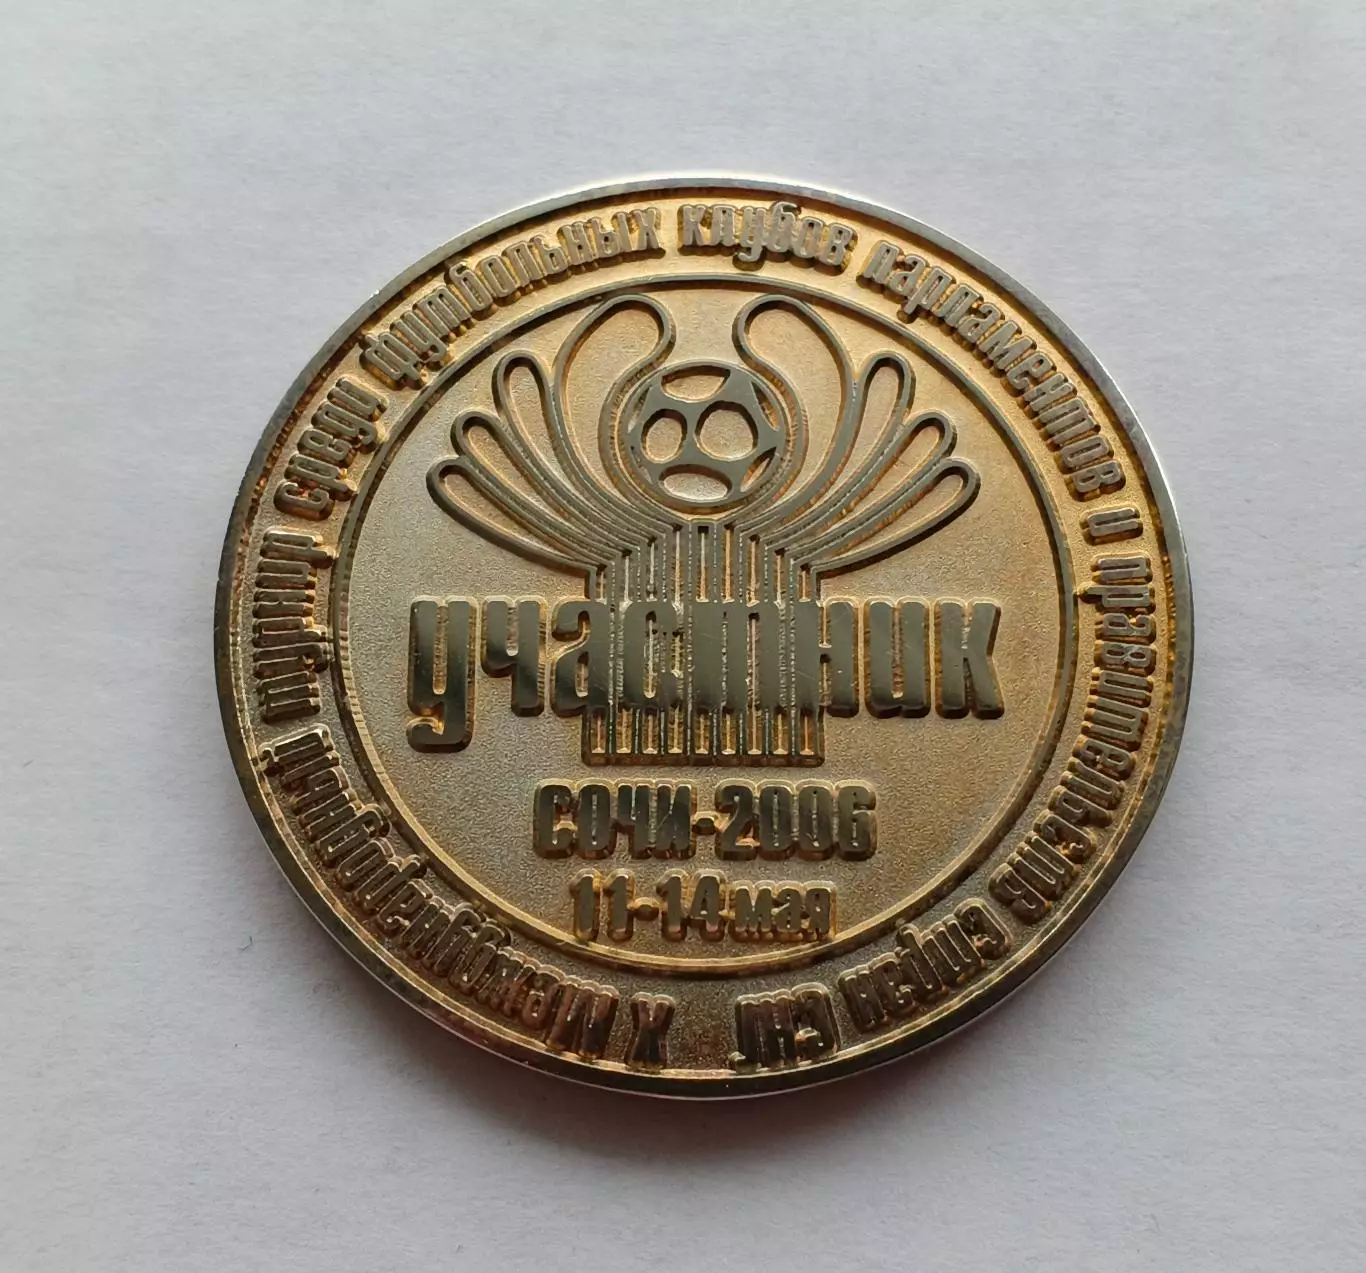 X Международный турнир среди футбольных клубов парламентов и правительств стран СНГ
участник
СОЧИ-2006
11-14 мая